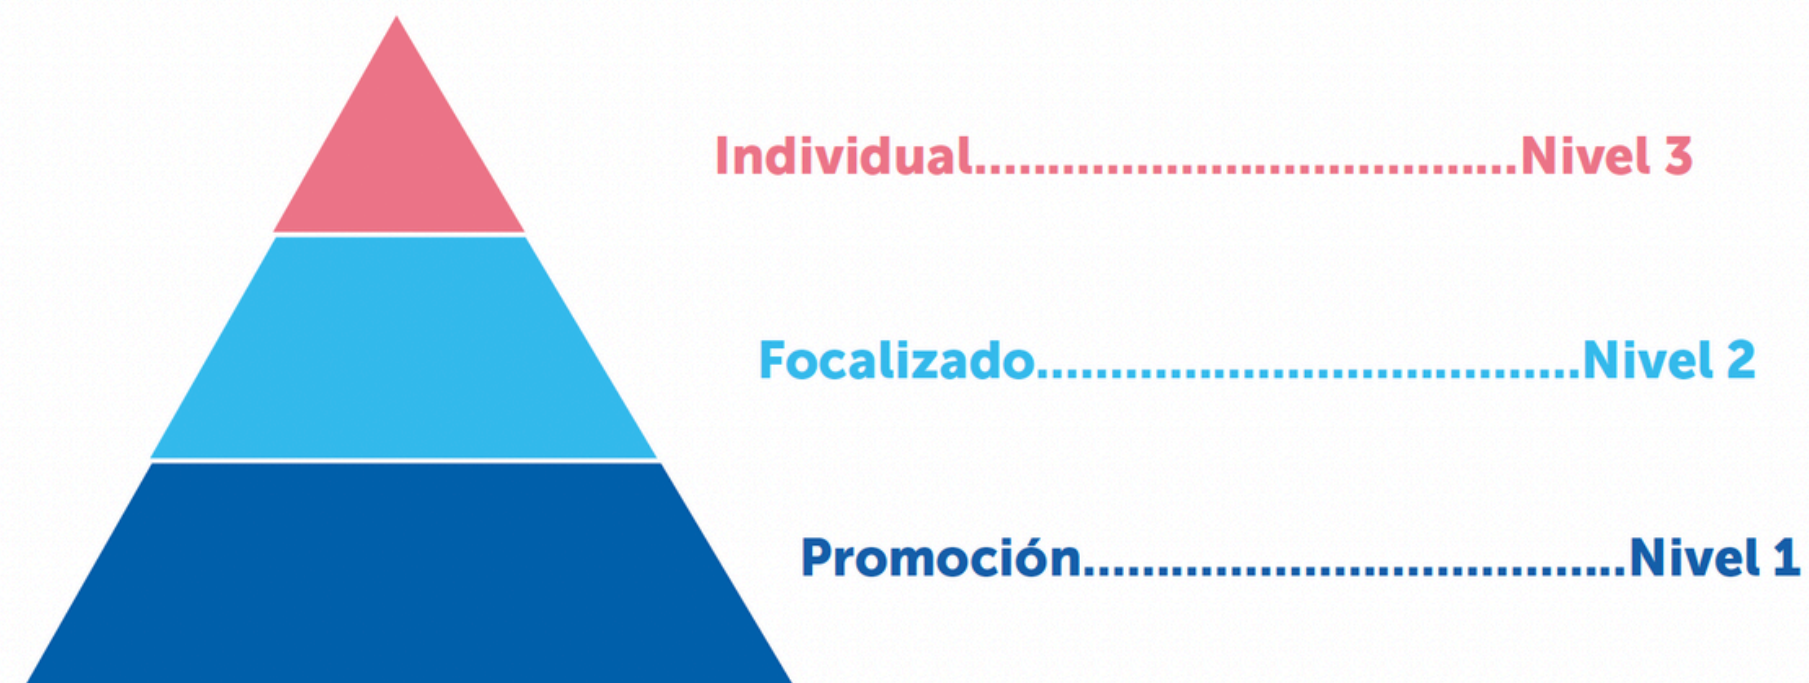 Individual.....................................Nivel 3
Focalizado.....................................Nivel 2
Promoción.....................................Nivel 1